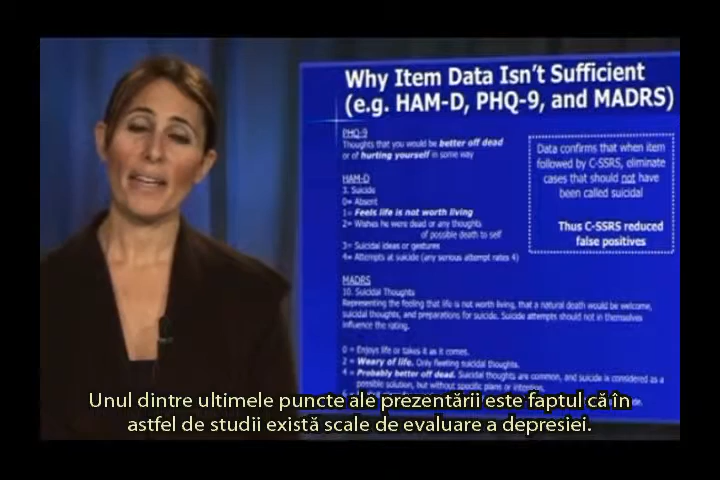 Why Item Data Isn't Sufficient
(e.g. HAM-D, PHQ-9, and MADRS)
PHQ-9
Thoughts that you would be better off dead
or of hurting yourself in some way
HAM-D
3. Suicide
0= Absent
1= Feels life is not worth living
2= Wishes he were dead or any thoughts
of possible death to self
3= Suicidal ideas or gestures
4= Attempts at suicide (any serious attempt rates 4)
MADRS
10. Suicidal Thoughts
Representing the feeling that life is not worth living, that a natural death would be welcome,
suicidal thoughts, and preparations for suicide. Suicide attempts should not in themselves
influence the rating.
0 = Enjoys life or takes it as it comes.
2 = Weary of life. Only fleeting suicidal thoughts.
4 = Probably better off dead. Suicidal thoughts are common, and suicide is considered as a
possible solution, but without specific plans or intention.
Data confirms that when item
followed by C-SSRS, eliminate
cases that should not have
been called suicidal
Thus C-SSRS reduced
false positives
Unul dintre ultimele puncte ale prezentării este faptul că în
astfel de studii există scale de evaluare a depresiei.